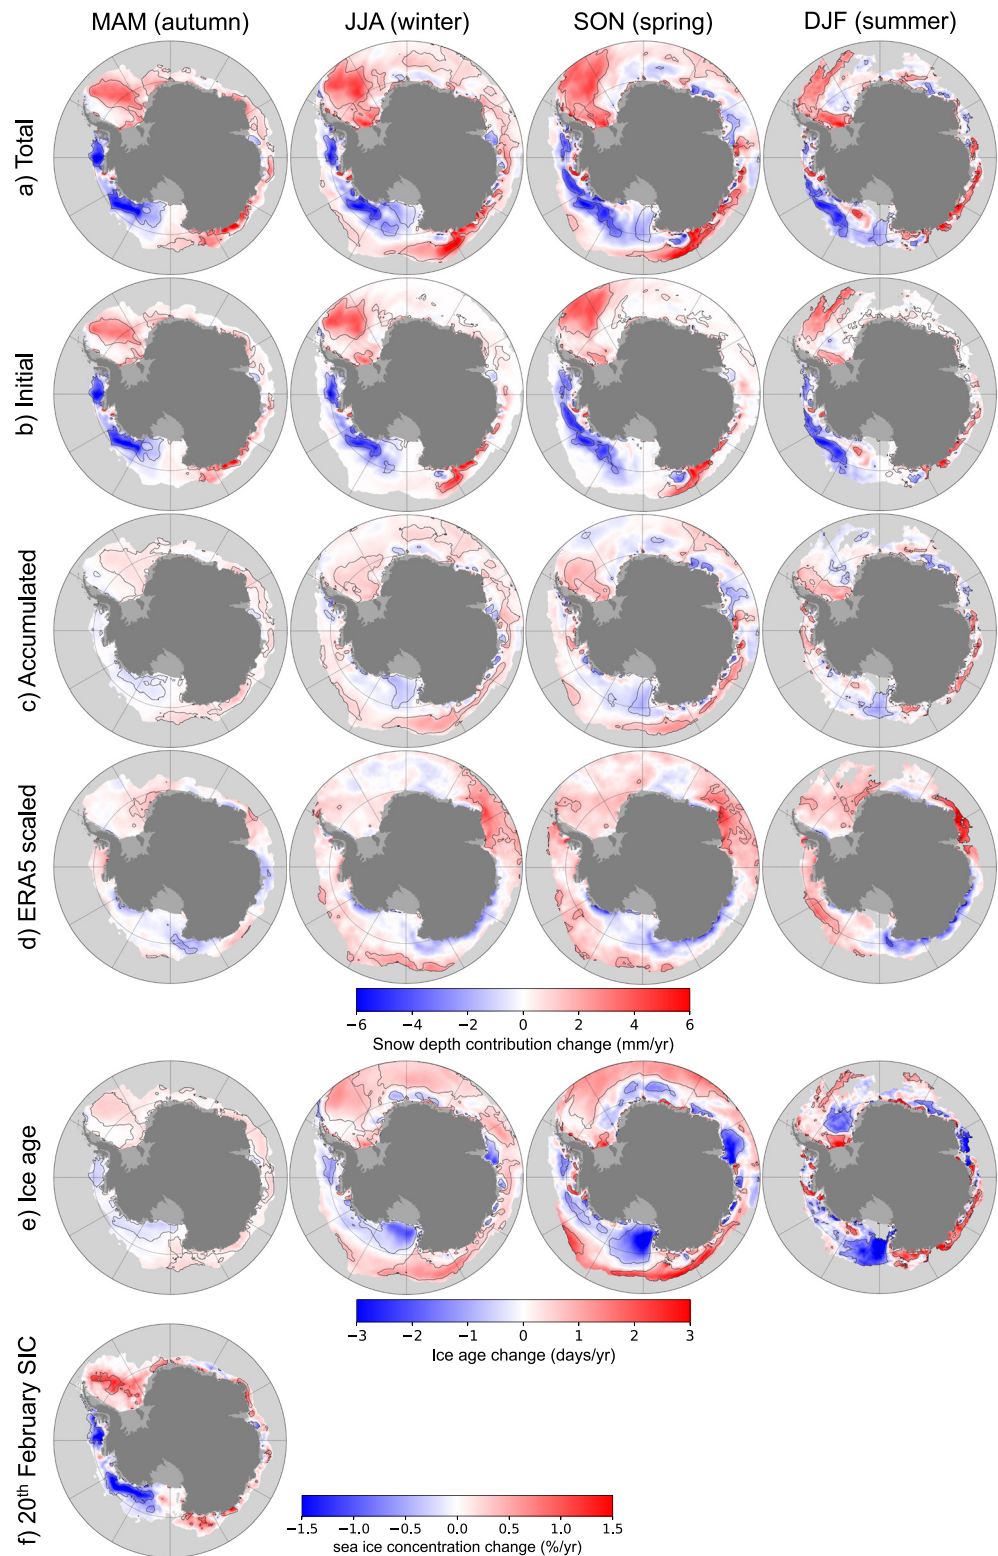 MAM (autumn) JJA (winter) SON (spring) DJF (summer)
a) Total
b) Initial
c) Accumulated
d) ERA5 scaled
−6 −4 −2 0 2 4 6
Snow depth contribution change (mm/yr)
e) Ice age
−3 −2 −1 0 1 2 3
Ice age change (days/yr)
f) 20th February SIC
−1.5 −1.0 −0.5 0.0 0.5 1.0 1.5
sea ice concentration change (%/yr)